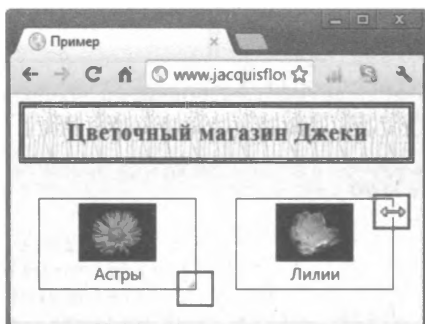 Пример
www.jacquisflo
Цветочный магазин Джеки
Астры
Лилии